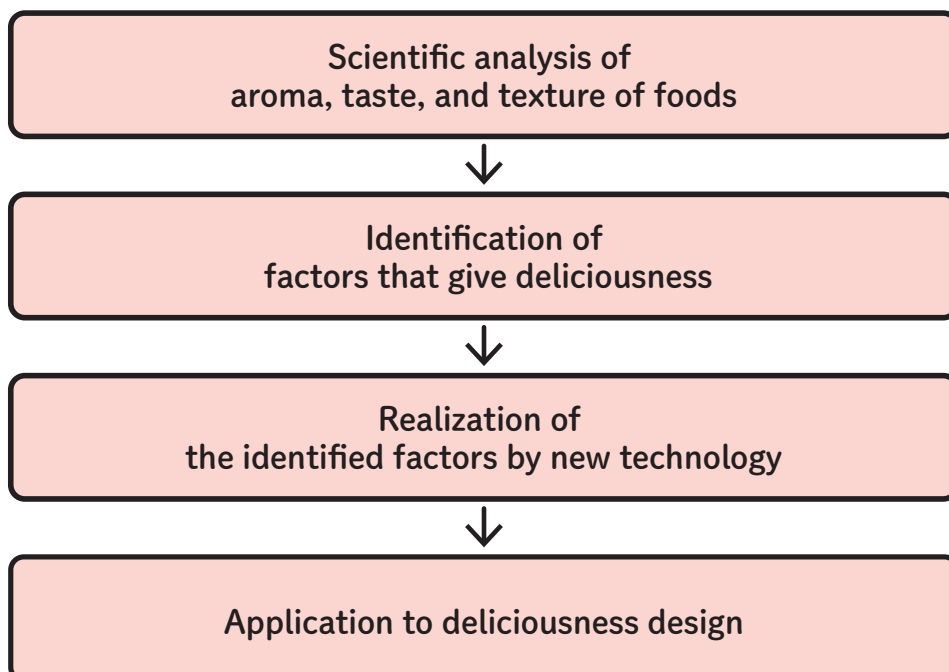 Scientific analysis of
aroma, taste, and texture of foods
Identification of
factors that give deliciousness
Realization of
the identified factors by new technology
Application to deliciousness design